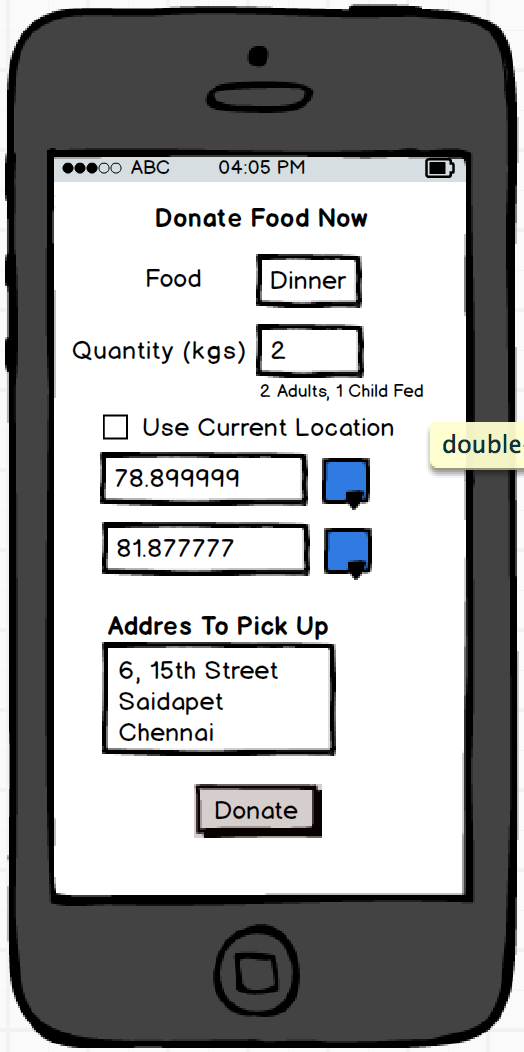 ABC 04:05 PM
Donate Food Now
Food Dinner
Quantity (kgs) 2
2 Adults, 1 Child Fed
Use Current Location
double-
78.899999
81.877777
Addres To Pick Up
6, 15th Street
Saidapet
Chennai
Donate